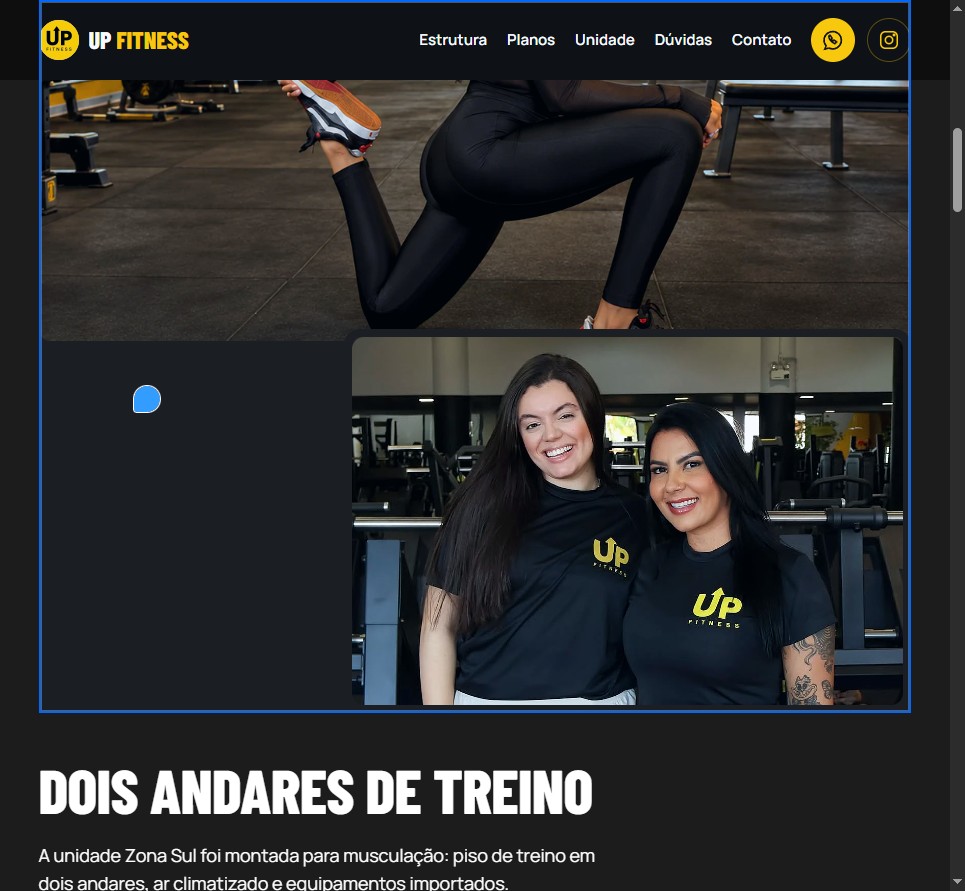 UP
FITNESS
UP FITNESS
Estrutura
Planos
Unidade
Dúvidas
Contato
UP
FITNESS
UP
FITNESS
DOIS ANDARES DE TREINO
A unidade Zona Sul foi montada para musculação: piso de treino em
dois andares, ar climatizado e equipamentos importados.